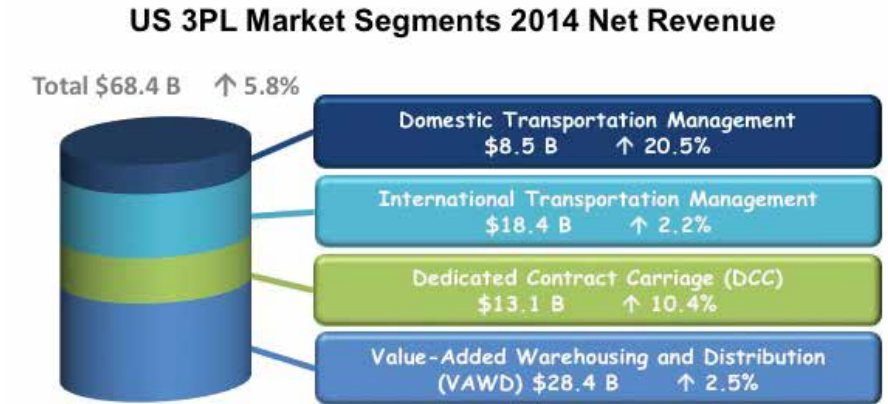 US 3PL Market Segments 2014 Net Revenue
Total $68.4 B ↑ 5.8%
Domestic Transportation Management
$8.5 B ↑ 20.5%
International Transportation Management
$18.4 B ↑ 2.2%
Dedicated Contract Carriage (DCC)
$13.1 B ↑ 10.4%
Value-Added Warehousing and Distribution
(VAWD) $28.4 B ↑ 2.5%